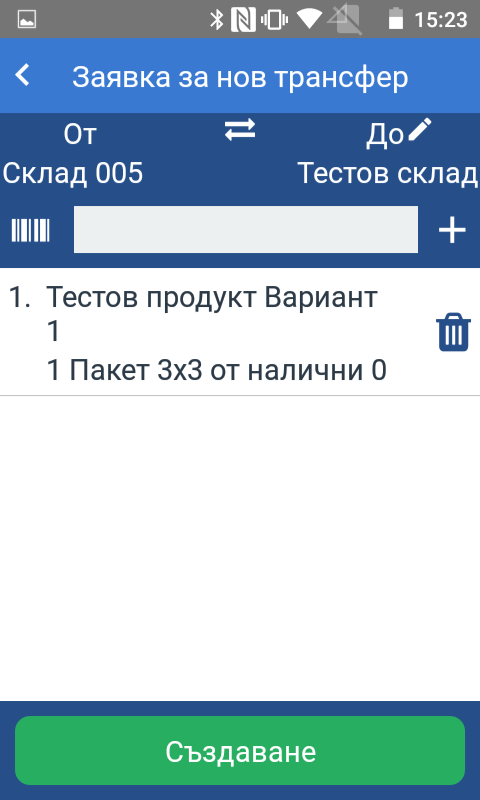 15:23
Заявка за нов трансфер
От До
Склад 005 Тестов склад
1. Тестов продукт Вариант
1
1 Пакет 3x3 от налични 0
Създаване